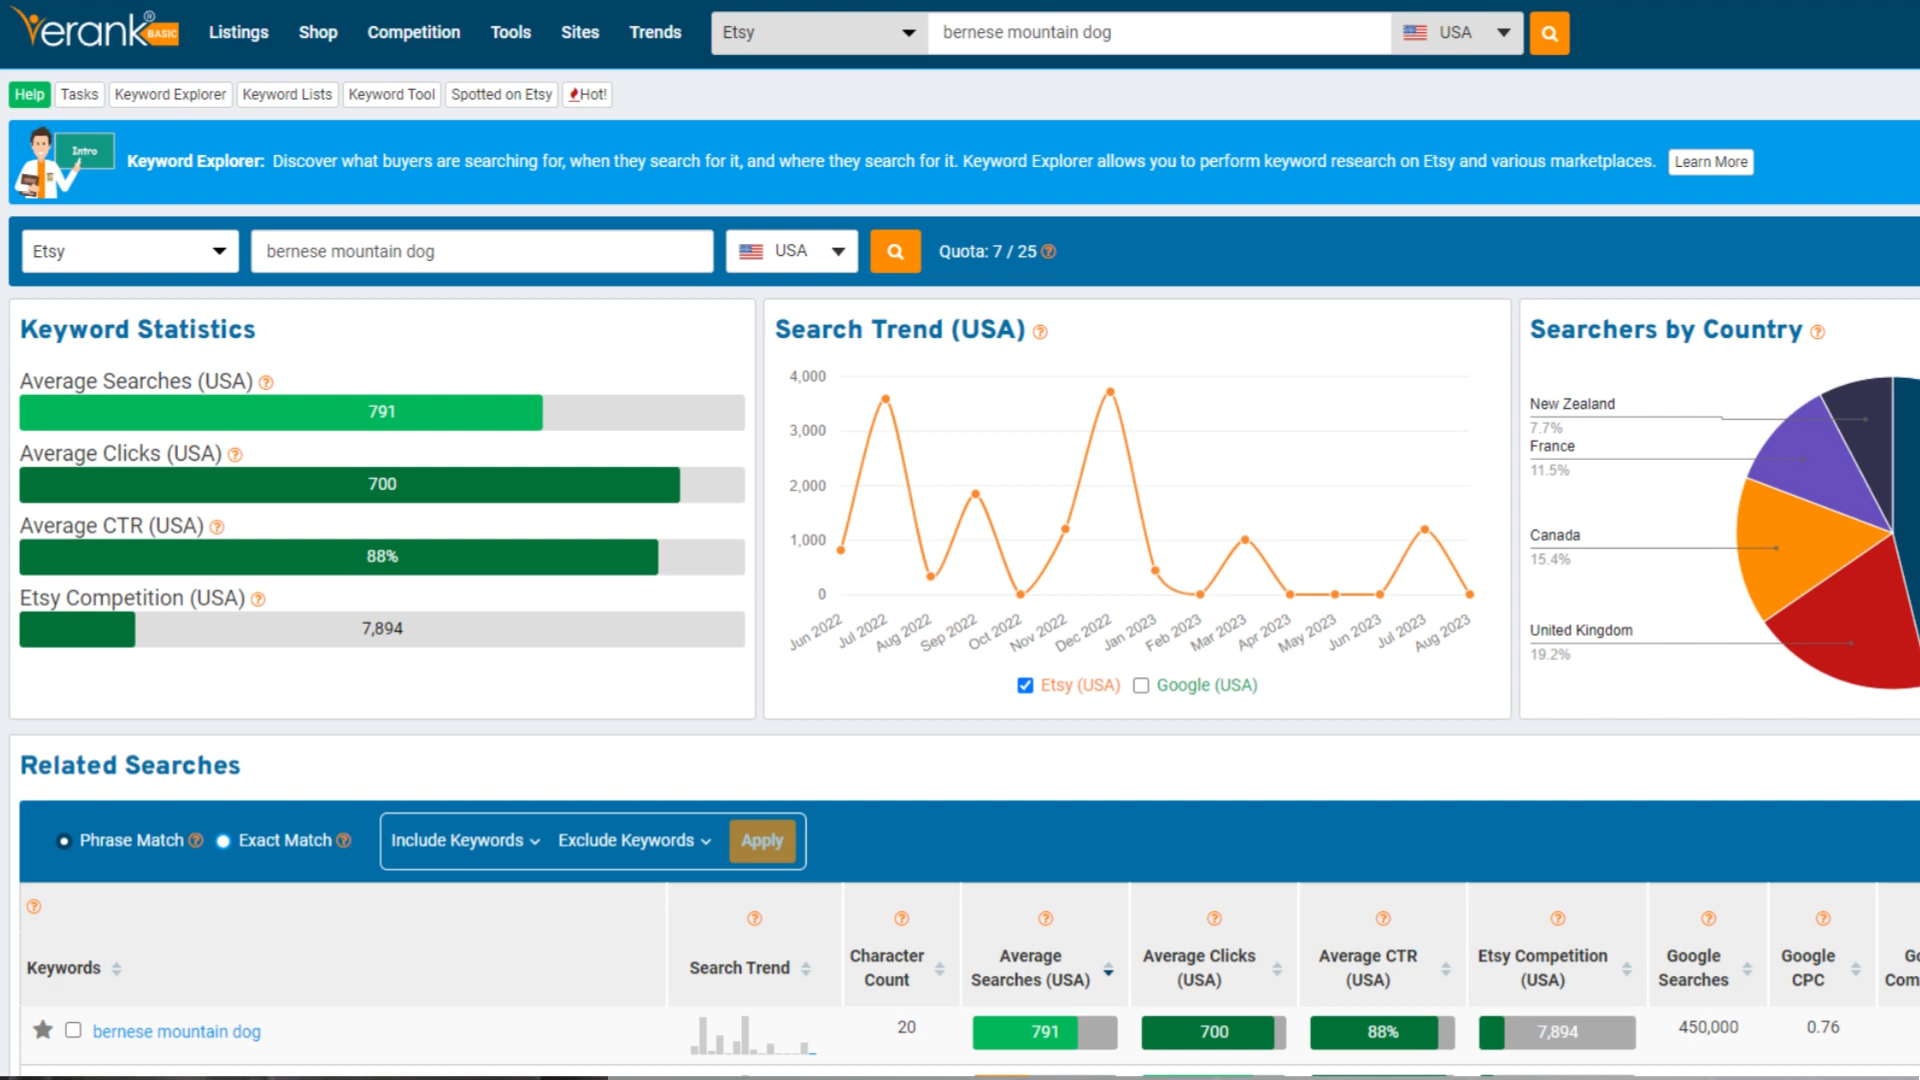 erank® BASIC
Listings Shop Competition Tools Sites Trends Etsy bernese mountain dog USA
Help Tasks Keyword Explorer Keyword Lists Keyword Tool Spotted on Etsy Hot!
Intro
Keyword Explorer: Discover what buyers are searching for, when they search for it, and where they search for it. Keyword Explorer allows you to perform keyword research on Etsy and various marketplaces. Learn More
Etsy bernese mountain dog USA Quota: 7 / 25 ?
Keyword Statistics
Average Searches (USA) ?
791
Average Clicks (USA) ?
700
Average CTR (USA) ?
88%
Etsy Competition (USA) ?
7,894
Search Trend (USA) ?
4,000
3,000
2,000
1,000
0
Jun 2022 Jul 2022 Aug 2022 Sep 2022 Oct 2022 Nov 2022 Dec 2022 Jan 2023 Feb 2023 Mar 2023 Apr 2023 May 2023 Jun 2023 Jul 2023 Aug 2023
Etsy (USA) Google (USA)
Searchers by Country ?
New Zealand
7.7%
France
11.5%
Canada
15.4%
United Kingdom
19.2%
Related Searches
Phrase Match ? Exact Match ? Include Keywords Exclude Keywords Apply
? ? ? ? ? ? ? ? ?
Keywords
Search Trend
Character
Count
Average
Searches (USA)
Average Clicks
(USA)
Average CTR
(USA)
Etsy Competition
(USA)
Google
Searches
Google
CPC
Go
Com
bernese mountain dog 20 791 700 88% 7,894 450,000 0.76